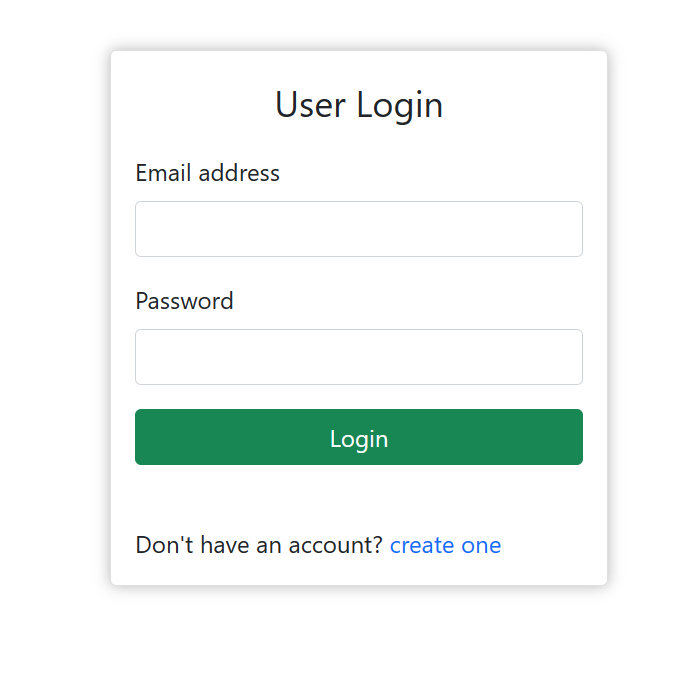 User Login
Email address
Password
Login
Don't have an account? create one